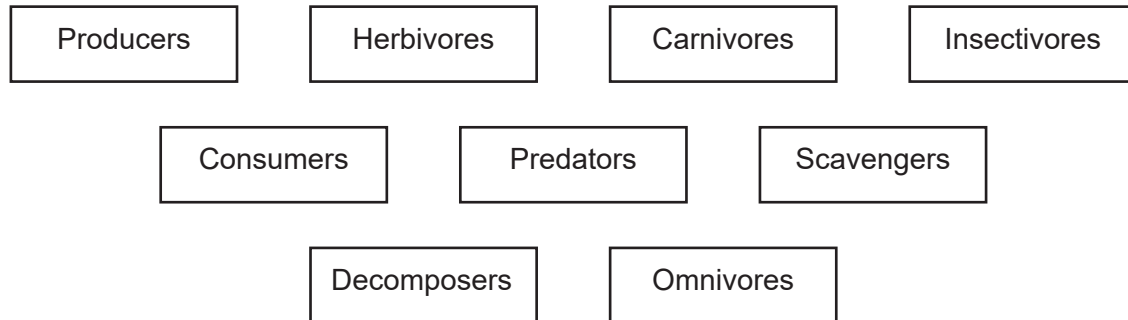 Producers Herbivores Carnivores Insectivores
Consumers Predators Scavengers
Decomposers Omnivores